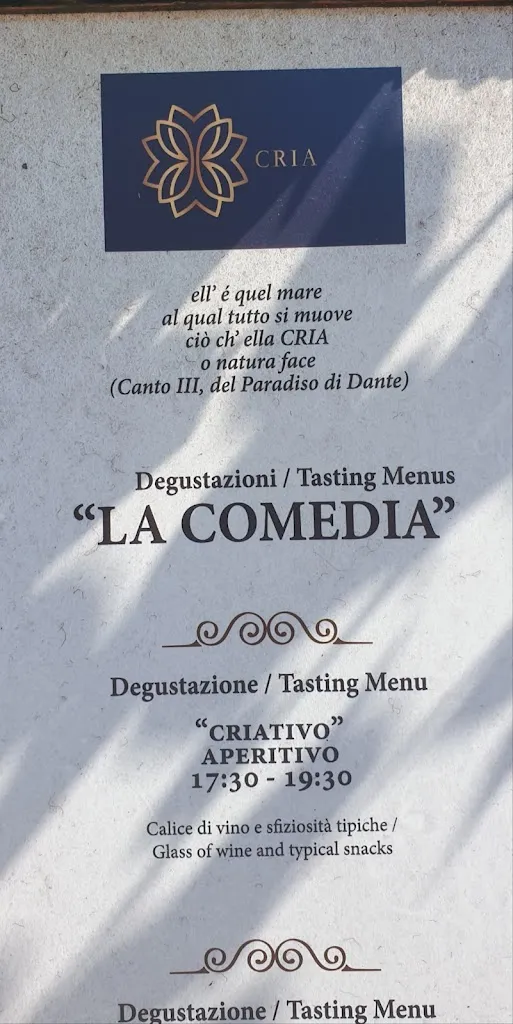 CRIA
ell' é quel mare
al qual tutto si muove
ciò ch' ella CRIA
o natura face
(Canto III, del Paradiso di Dante)
Degustazioni / Tasting Menus
“LA COMEDIA”
Degustazione / Tasting Menu
“CRIATIVO”
APERITIVO
17:30 - 19:30
Calice di vino e sfiziosità tipiche /
Glass of wine and typical snacks
Degustazione / Tasting Menu